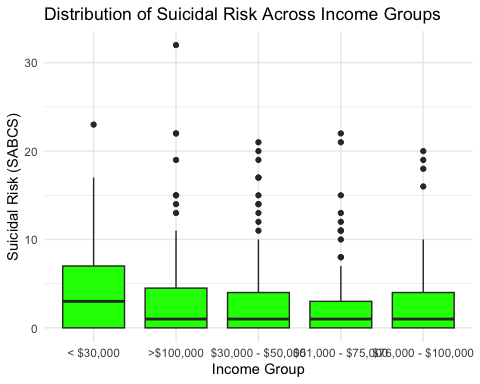 Distribution of Suicidal Risk Across Income Groups
Suicidal Risk (SABCS)
30
20
10
0
< $30,000 >$100,000 $30,000 - $50,000 $51,000 - $75,000 $76,000 - $100,000
Income Group